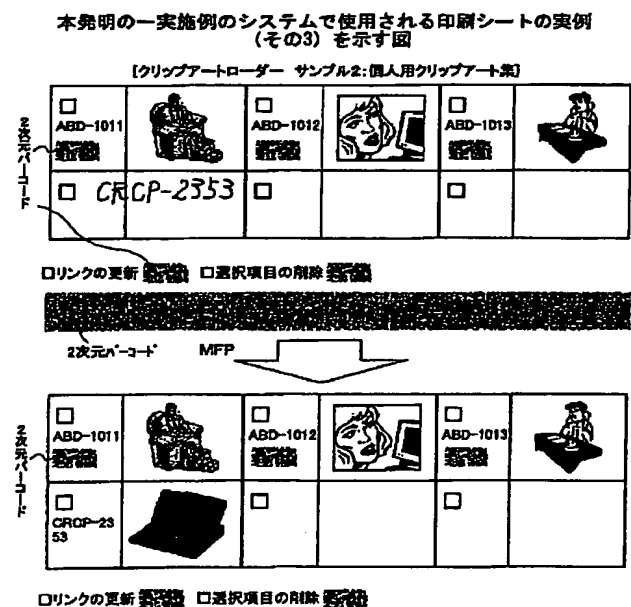 本発明の一実施例のシステムで使用される印刷シートの実例
(その3) を示す図
[クリップアートローダー サンプル2:個人用クリップアート集]
2次元バーコード
□ □ □
ABD-1011 ABD-1012 ABD-1013
□ CRCP-2353 □ □
□リンクの更新 □選択項目の削除
2次元バーコード MFP
2次元バーコード
□ □ □
ABD-1011 ABD-1012 ABD-1013
□ □ □
CRCP-23
53
□リンクの更新 □選択項目の削除